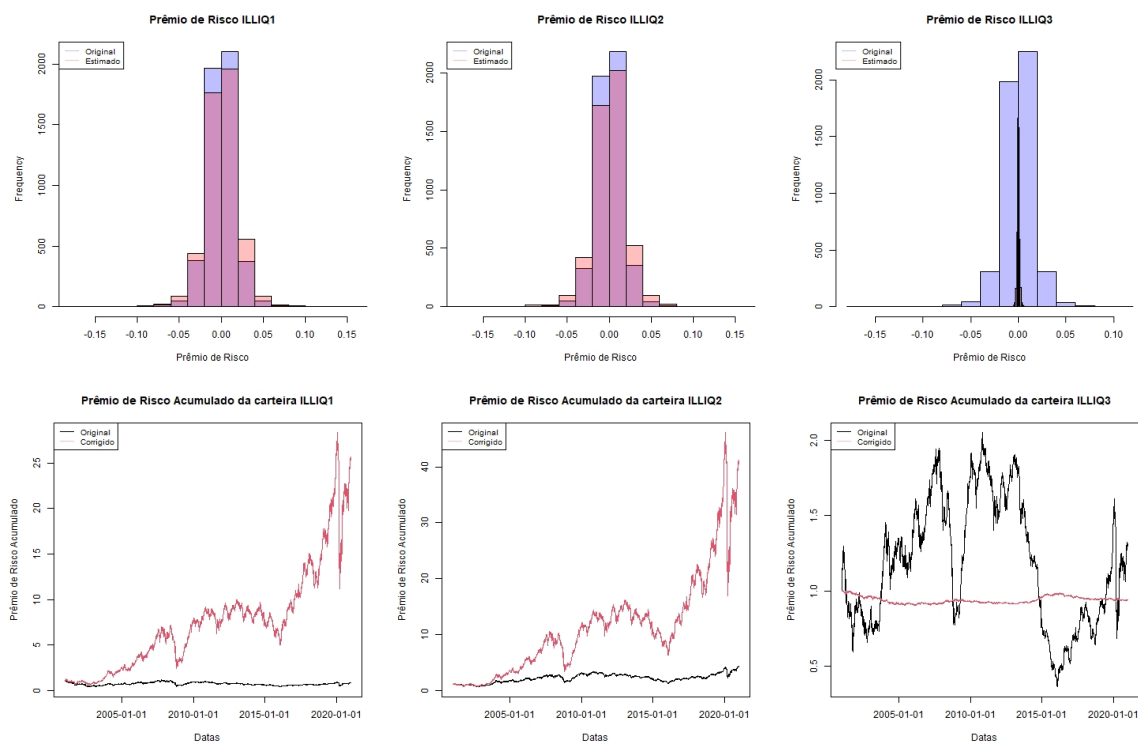 Prêmio de Risco ILLIQ1
Original
Estimado
Frequency
0
500
1000
1500
2000
-0.15
-0.10
-0.05
0.00
0.05
0.10
0.15
Prêmio de Risco
Prêmio de Risco ILLIQ2
Original
Estimado
Frequency
0
500
1000
1500
2000
-0.15
-0.10
-0.05
0.00
0.05
0.10
0.15
Prêmio de Risco
Prêmio de Risco ILLIQ3
Original
Estimado
Frequency
0
500
1000
1500
2000
-0.15
-0.10
-0.05
0.00
0.05
0.10
Prêmio de Risco
Prêmio de Risco Acumulado da carteira ILLIQ1
Original
Corrigido
Prêmio de Risco Acumulado
0
5
10
15
20
25
2005-01-01
2010-01-01
2015-01-01
2020-01-01
Datas
Prêmio de Risco Acumulado da carteira ILLIQ2
Original
Corrigido
Prêmio de Risco Acumulado
0
10
20
30
40
2005-01-01
2010-01-01
2015-01-01
2020-01-01
Datas
Prêmio de Risco Acumulado da carteira ILLIQ3
Original
Corrigido
Prêmio de Risco Acumulado
0.5
1.0
1.5
2.0
2005-01-01
2010-01-01
2015-01-01
2020-01-01
Datas